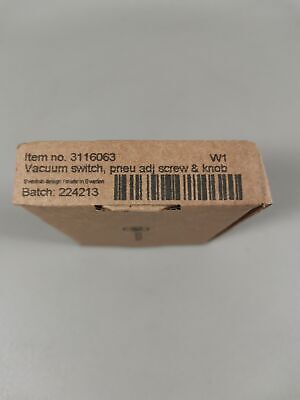 Item no. 3116063 W1
Vacuum switch, pneu adj screw & knob
Swedish design / made in Sweden
Batch: 224213